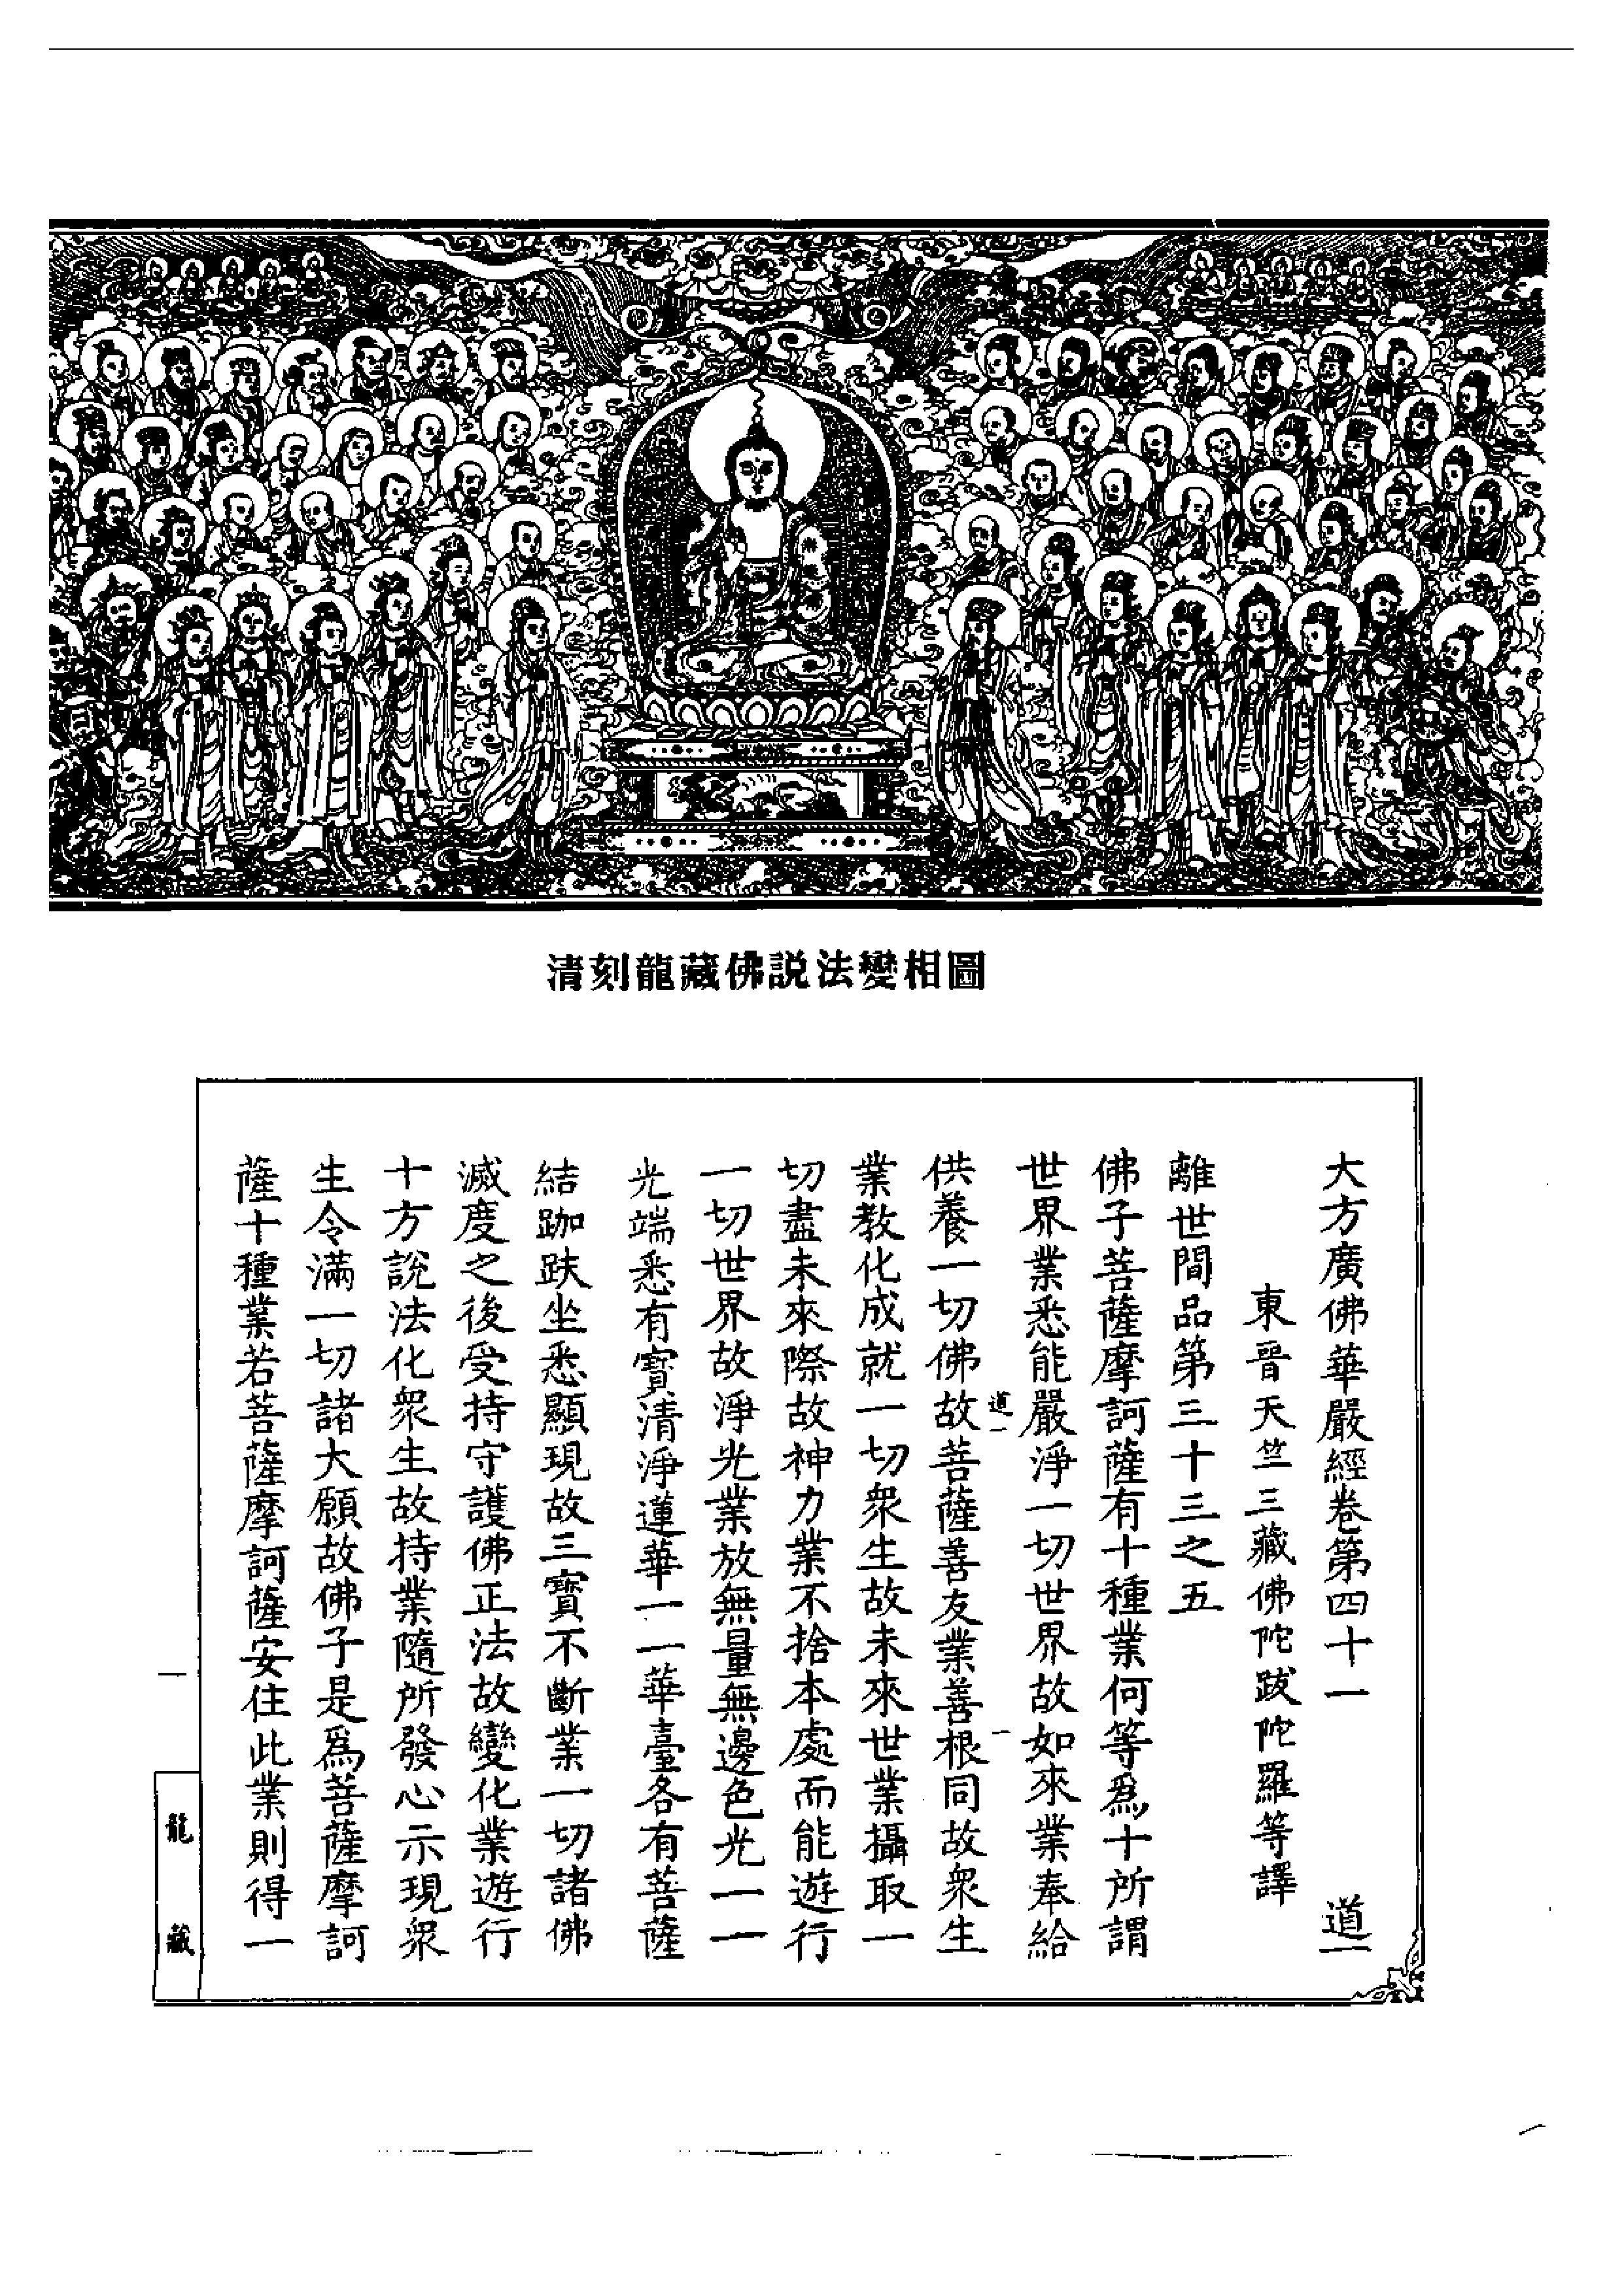 清刻龍藏佛説法變相圖
大方廣佛華嚴經卷第四十一　道一
東晉天竺三藏佛陀跋陀羅等譯
離世間品第三十三之五
佛子菩薩摩訶薩有十種業何等爲十所謂
世界業悉能嚴淨一切世界故如來業奉給
道一　一
供養一切佛故菩薩善友業善根同故衆生
業教化成就一切衆生故未來世業攝取一
切盡未來際故神力業不捨本處而能遊行
一切世界故淨光業放無量無邊色光一一
光端悉有寶清淨蓮華一一華臺各有菩薩
結跏趺坐悉顯現故三寶不斷業一切諸佛
滅度之後受持守護佛正法故變化業遊行
十方說法化衆生故持業隨所發心示現衆
生令滿一切諸大願故佛子是爲菩薩摩訶
薩十種業若菩薩摩訶薩安住此業則得一
一
龍藏